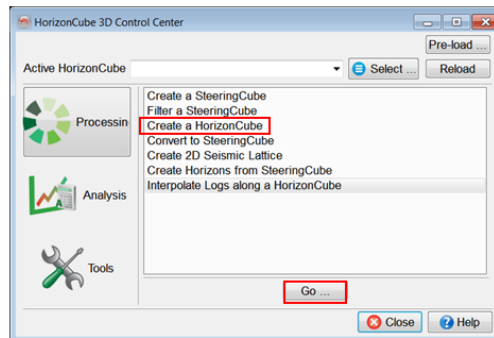 HorizonCube 3D Control Center
Pre-load ...
Active HorizonCube
Select ...
Reload
Processin
Analysis
Tools
Create a SteeringCube
Filter a SteeringCube
Create a HorizonCube
Convert to SteeringCube
Create 2D Seismic Lattice
Create Horizons from SteeringCube
Interpolate Logs along a HorizonCube
Go ...
Close
Help